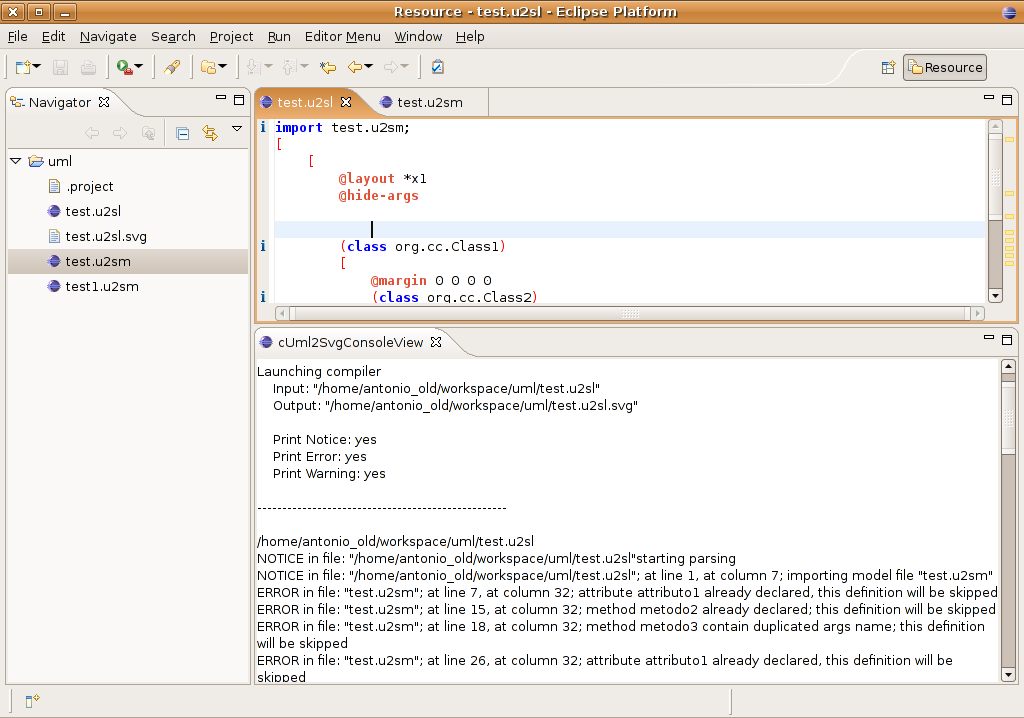 Resource - test.u2sl - Eclipse Platform
File Edit Navigate Search Project Run Editor Menu Window Help
Resource
Navigator
uml
.project
test.u2sl
test.u2sl.svg
test.u2sm
test1.u2sm
test.u2sl test.u2sm
import test.u2sm;
[
[
@layout *x1
@hide-args
(class org.cc.Class1)
[
@margin 0 0 0 0
(class org.cc.Class2)
cUml2SvgConsoleView
Launching compiler
Input: "/home/antonio_old/workspace/uml/test.u2sl"
Output: "/home/antonio_old/workspace/uml/test.u2sl.svg"
Print Notice: yes
Print Error: yes
Print Warning: yes
--------------------------------------------------
/home/antonio_old/workspace/uml/test.u2sl
NOTICE in file: "/home/antonio_old/workspace/uml/test.u2sl"starting parsing
NOTICE in file: "/home/antonio_old/workspace/uml/test.u2sl"; at line 1, at column 7; importing model file "test.u2sm"
ERROR in file: "test.u2sm"; at line 7, at column 32; attribute attributo1 already declared, this definition will be skipped
ERROR in file: "test.u2sm"; at line 15, at column 32; method metodo2 already declared; this definition will be skipped
ERROR in file: "test.u2sm"; at line 18, at column 32; method metodo3 contain duplicated args name; this definition
will be skipped
ERROR in file: "test.u2sm"; at line 26, at column 32; attribute attributo1 already declared, this definition will be
skipped